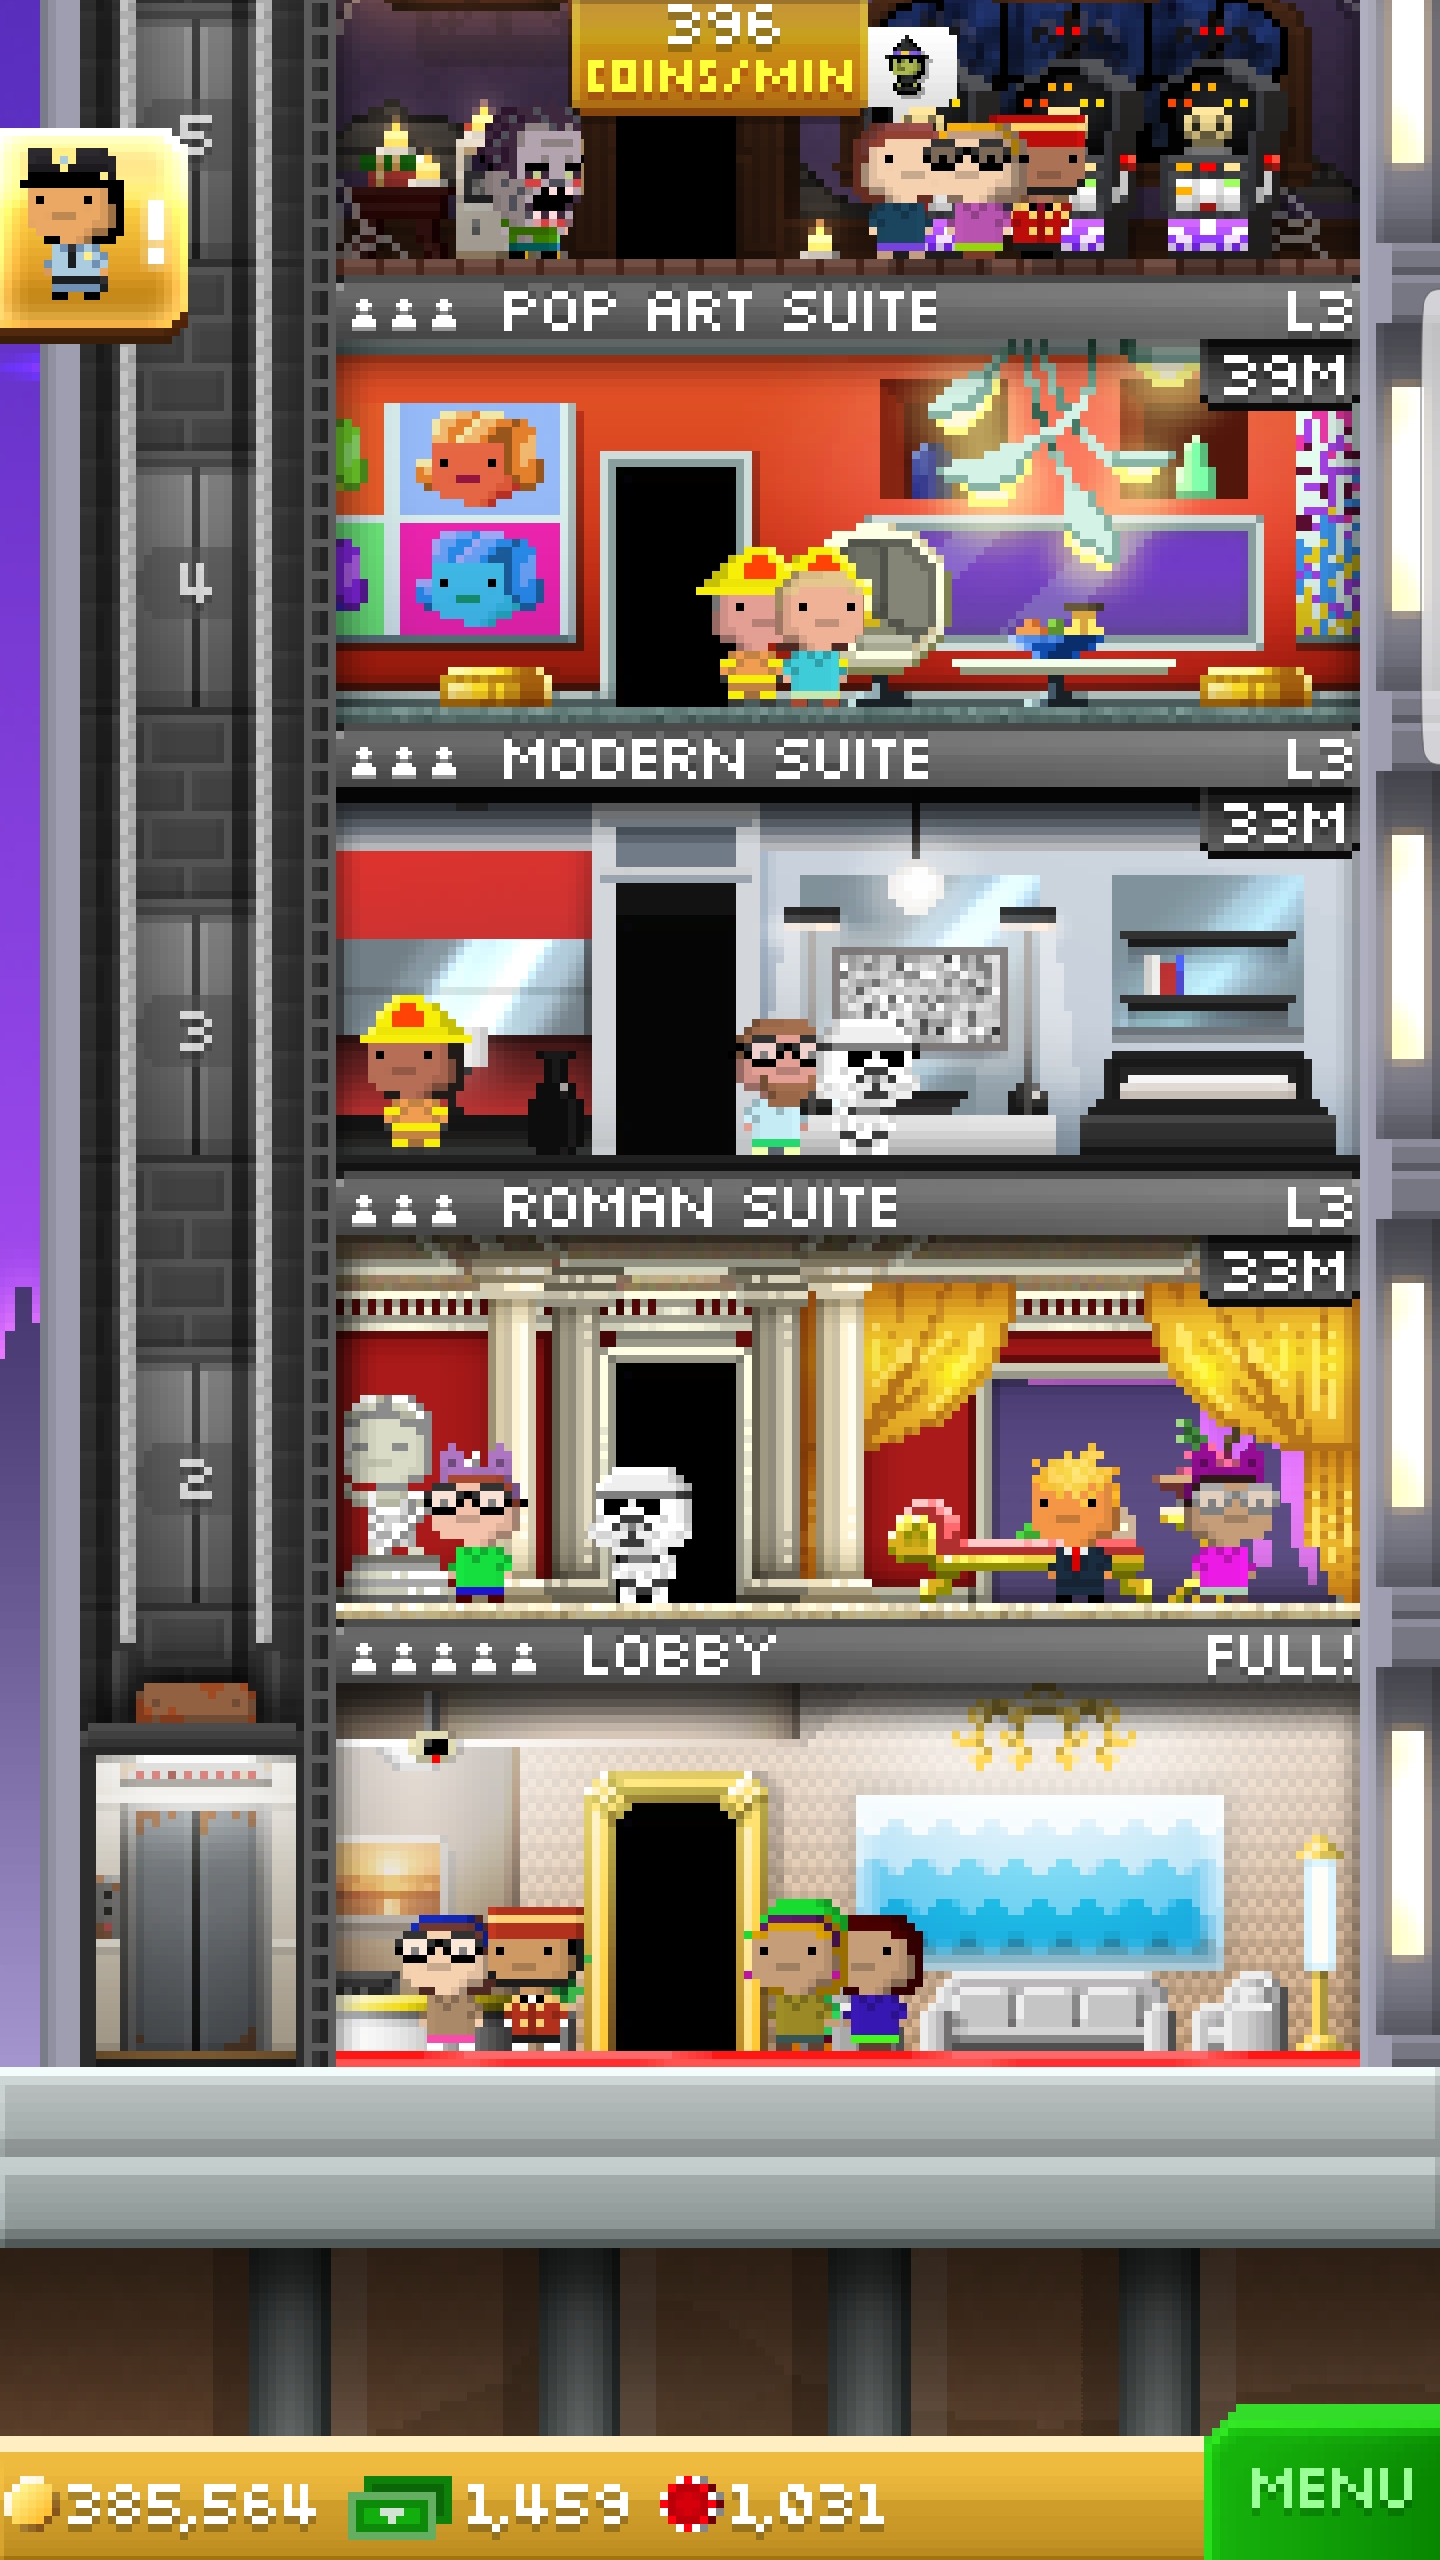 396
COINS/MIN
5
!
POP ART SUITE L3
39M
4
MODERN SUITE L3
33M
3
ROMAN SUITE L3
33M
2
LOBBY FULL!
385,564 1,459 1,031
MENU